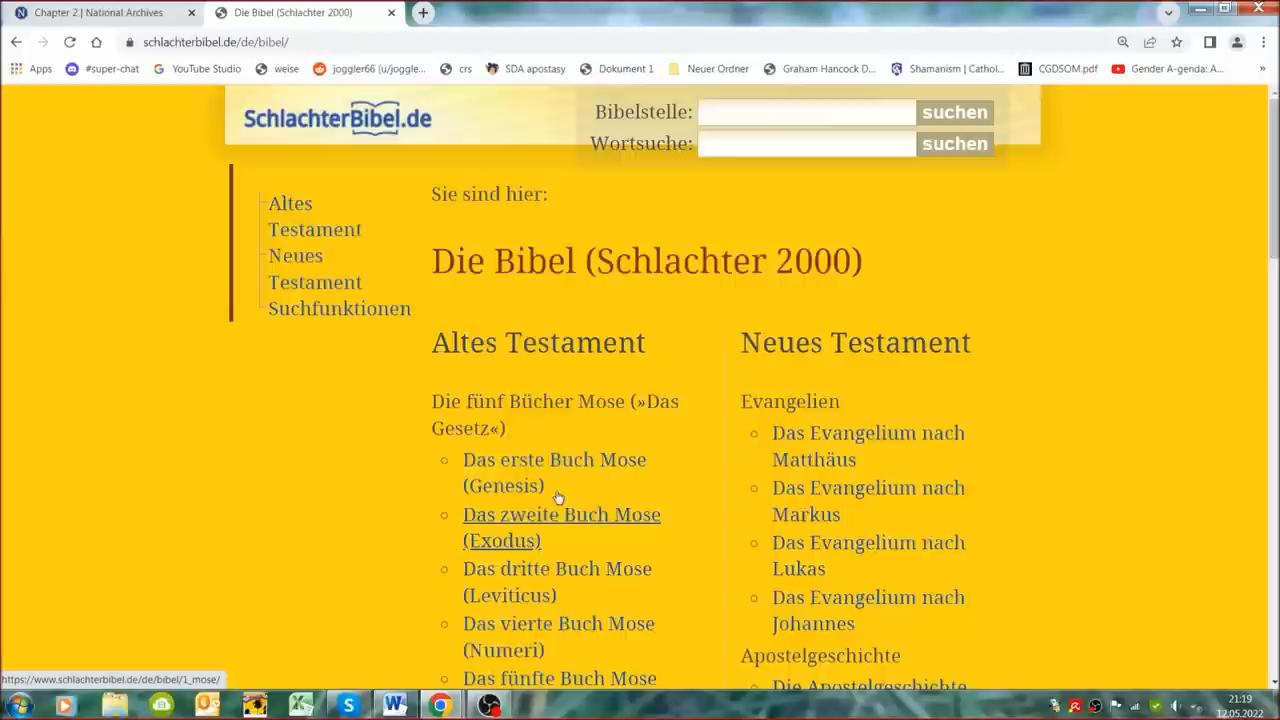 Chapter 2 | National Archives
Die Bibel (Schlachter 2000)
schlachterbibel.de/de/bibel/
Apps
#super-chat
YouTube Studio
weise
joggler66 (u/joggle...
crs
SDA apostasy
Dokument 1
Neuer Ordner
Graham Hancock D...
Shamanism | Cathol...
CGDSOM.pdf
Gender A-genda: A...
»
SchlachterBibel.de
Bibelstelle:
suchen
Wortsuche:
suchen
Sie sind hier:
Altes
Testament
Neues
Testament
Suchfunktionen
Die Bibel (Schlachter 2000)
Altes Testament
Die fünf Bücher Mose (»Das
Gesetz«)
Das erste Buch Mose
(Genesis)
Das zweite Buch Mose
(Exodus)
Das dritte Buch Mose
(Leviticus)
Das vierte Buch Mose
(Numeri)
Das fünfte Buch Mose
Neues Testament
Evangelien
Das Evangelium nach
Matthäus
Das Evangelium nach
Markus
Das Evangelium nach
Lukas
Das Evangelium nach
Johannes
Apostelgeschichte
Die Apostelgeschichte
https://www.schlachterbibel.de/de/bibel/1_mose/
21:19
12.05.2022